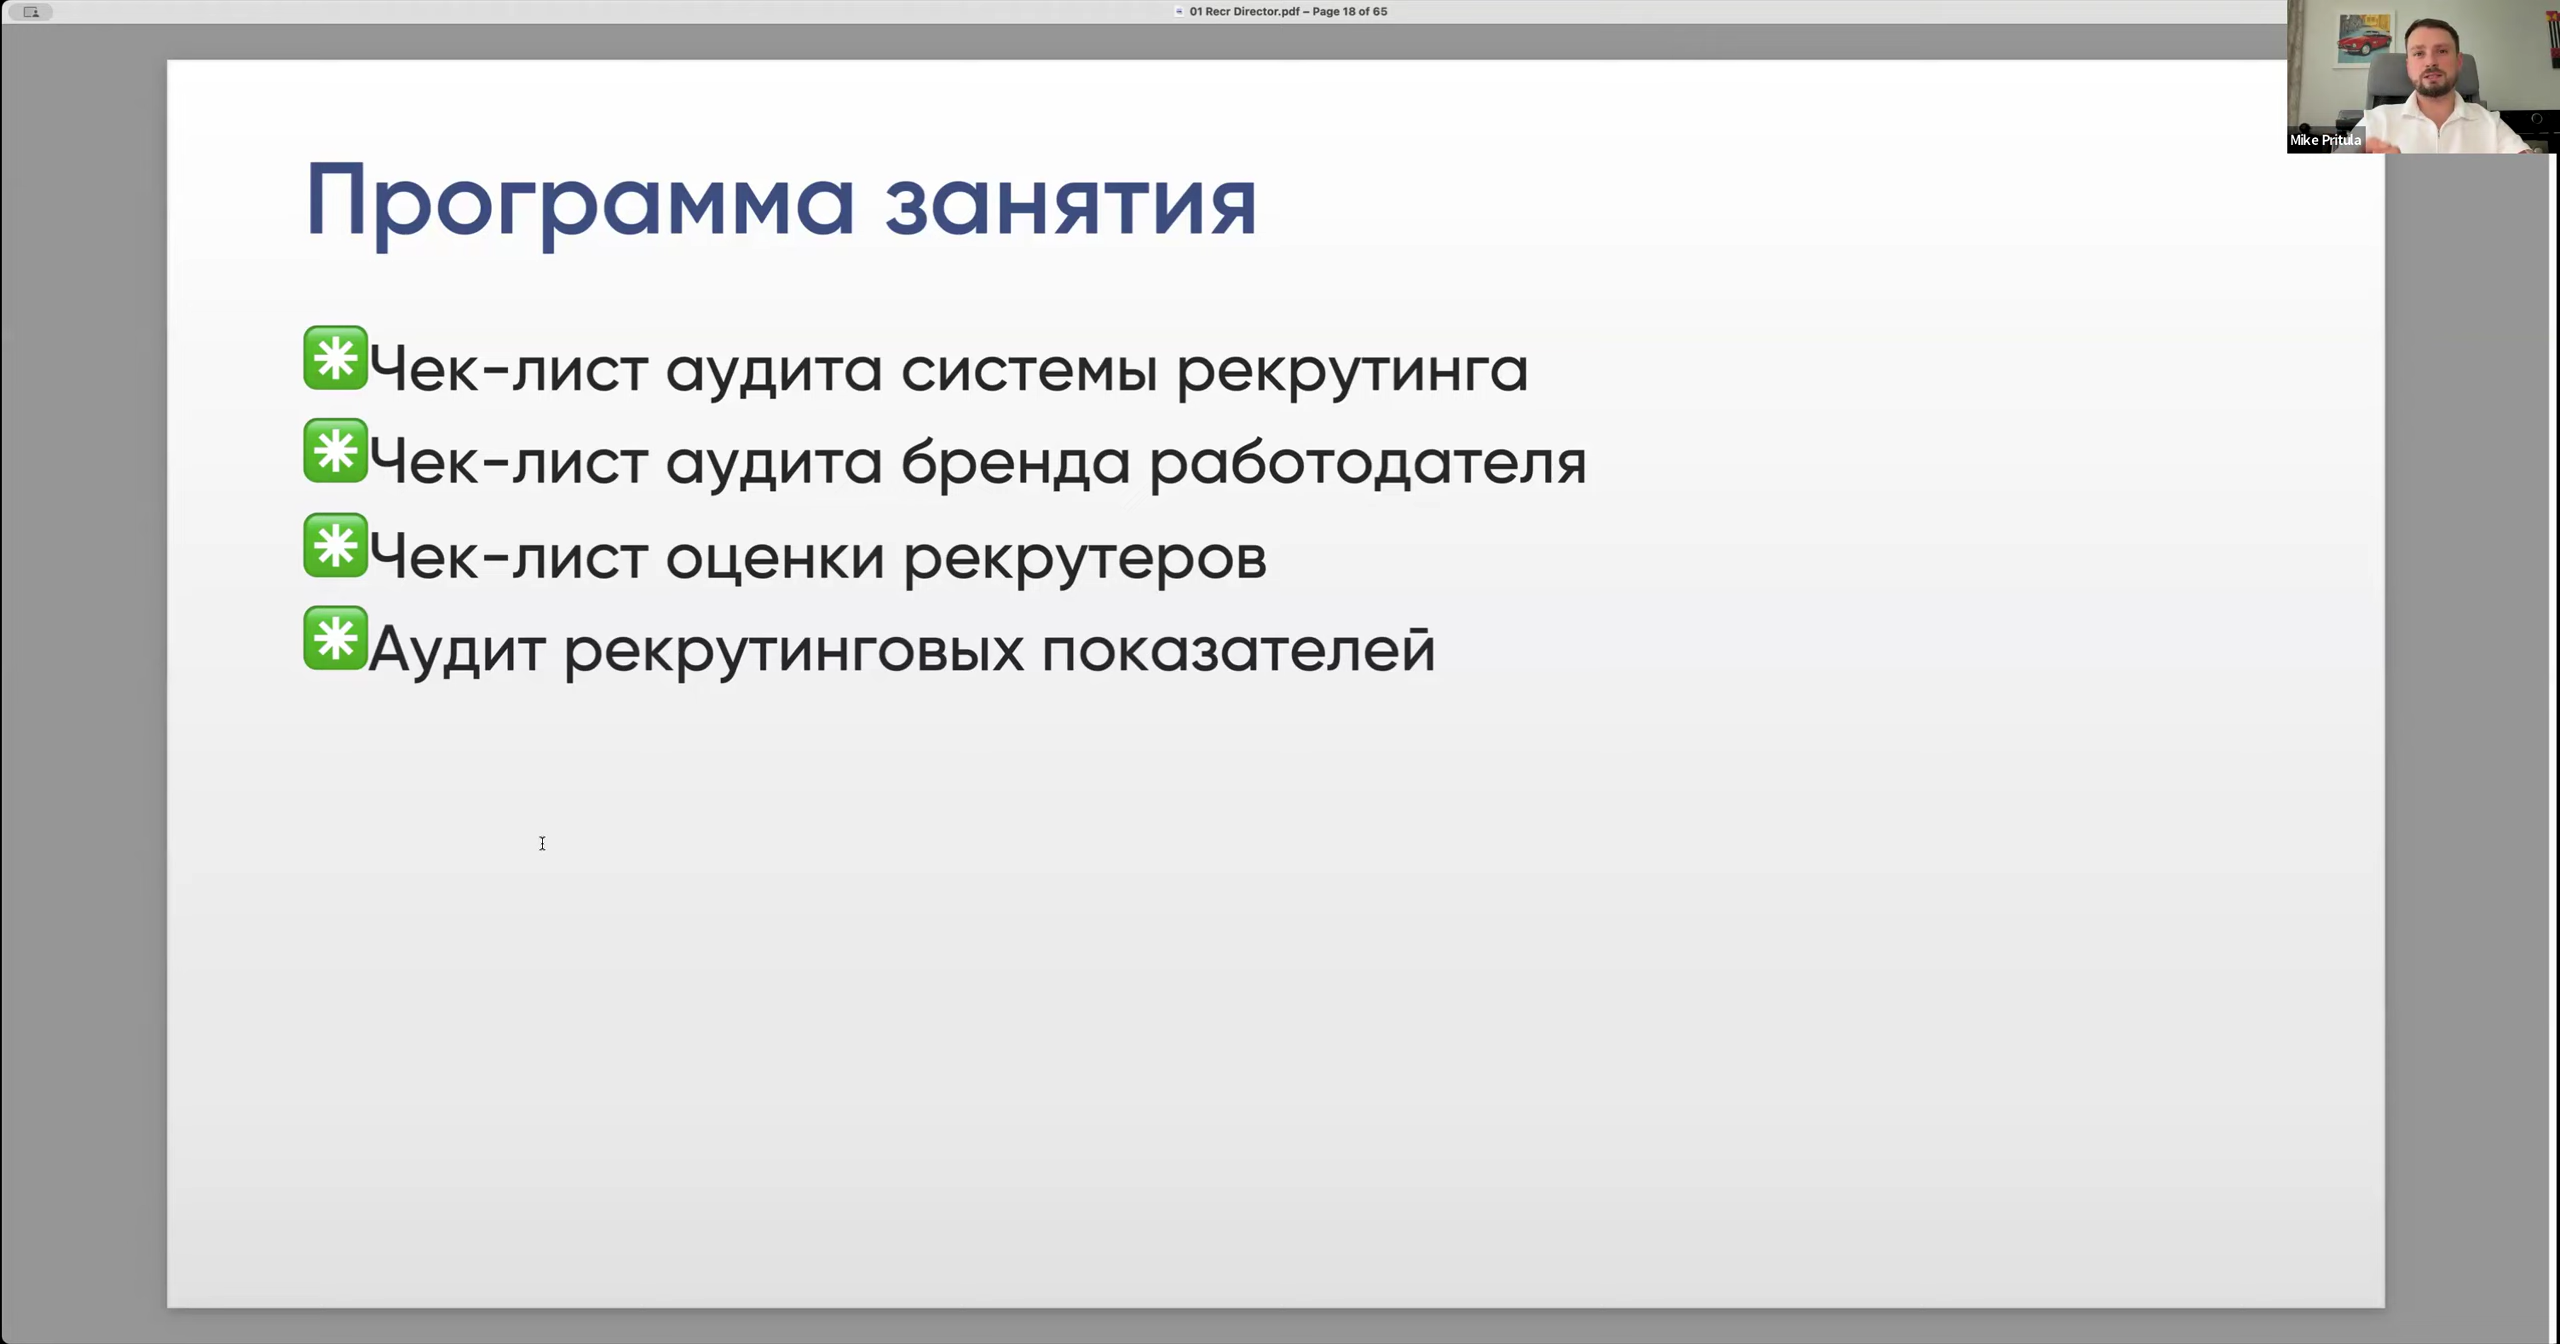 01 Recr Director.pdf – Page 18 of 65
Mike Pritula
Программа занятия
Чек-лист аудита системы рекрутинга
Чек-лист аудита бренда работодателя
Чек-лист оценки рекрутеров
Аудит рекрутинговых показателей